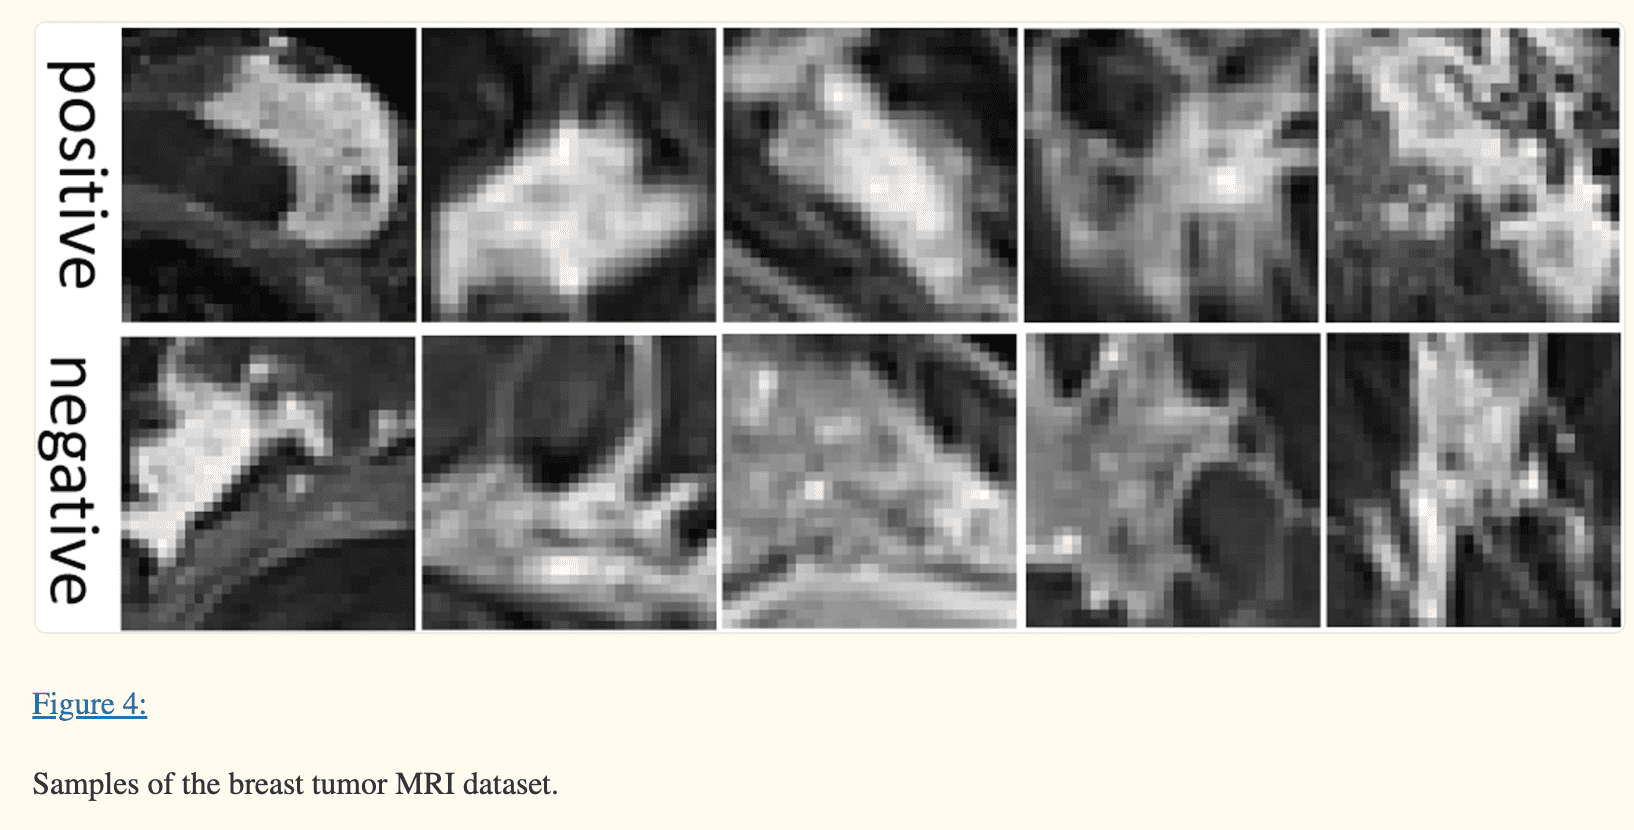 positive
negative
Figure 4:
Samples of the breast tumor MRI dataset.